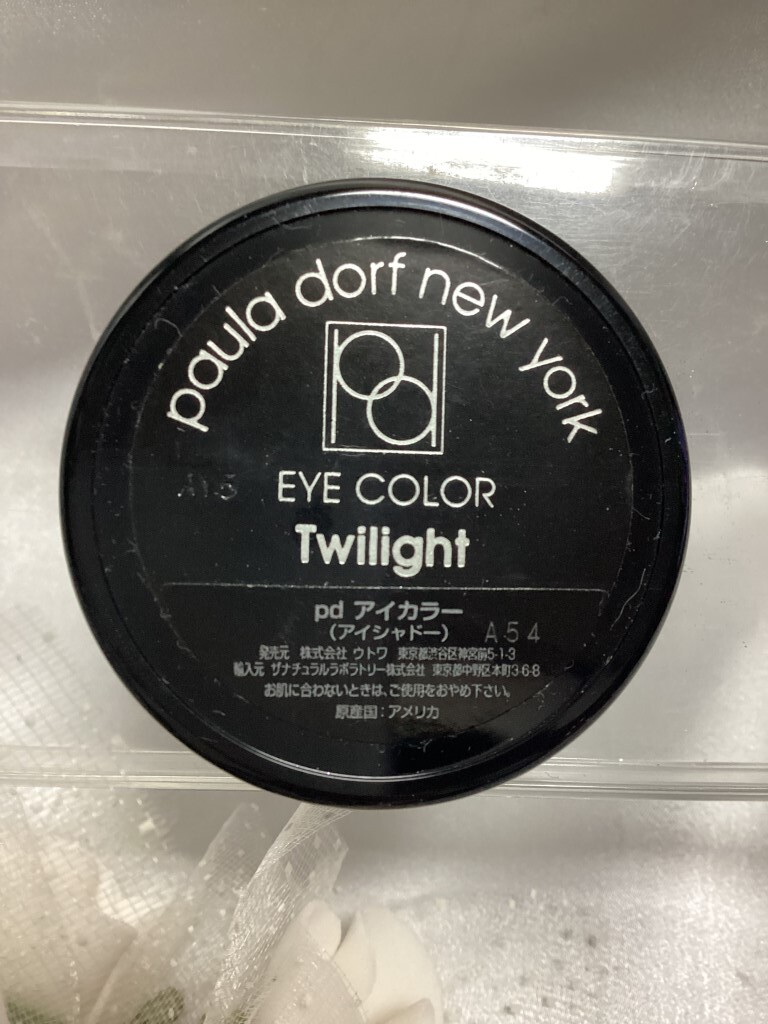 paula dorf new york
pd
EYE COLOR
Twilight
pd アイカラー
(アイシャドー) A54
発売元 株式会社 ウトワ 東京都渋谷区神宮前5-1-3
輸入元 ザナチュラルラボラトリー株式会社 東京都中野区本町3-6-8
お肌に合わないときは、ご使用をおやめ下さい。
原産国:アメリカ